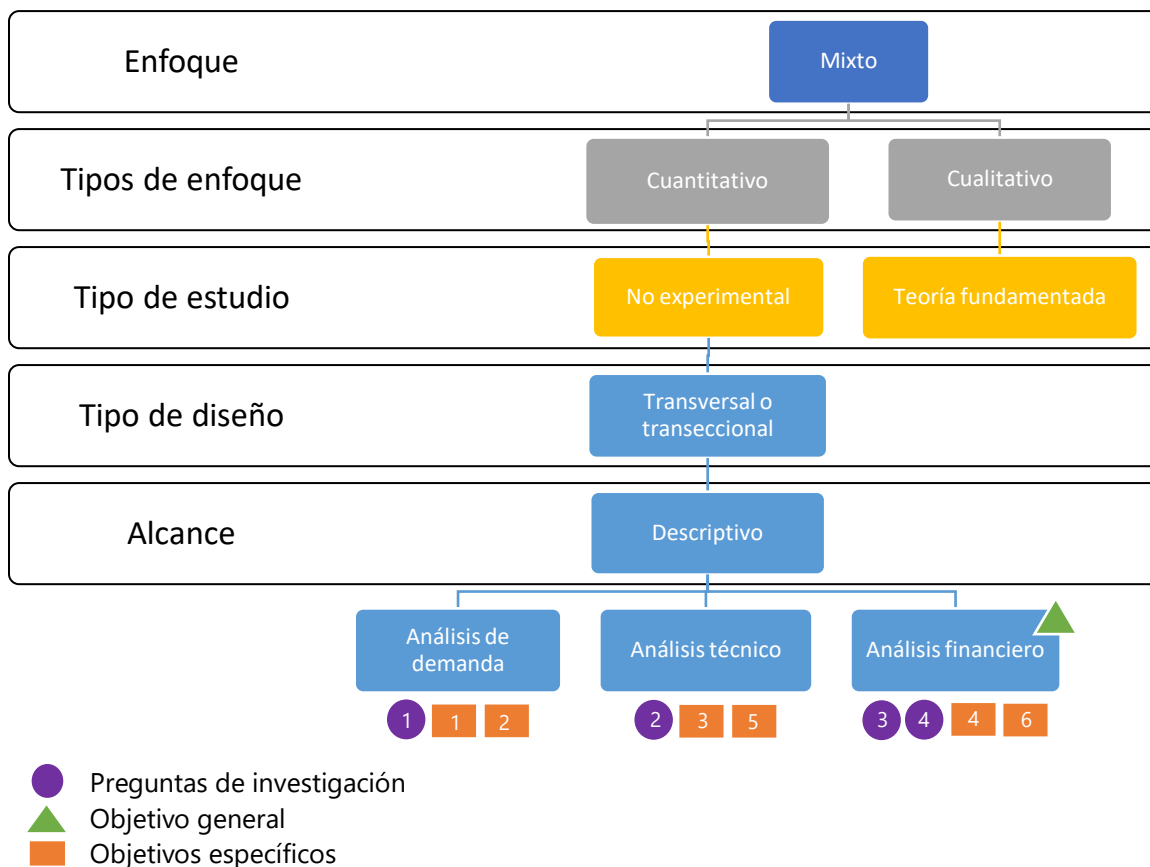 Enfoque
Mixto
Tipos de enfoque
Cuantitativo
Cualitativo
Tipo de estudio
No experimental
Teoría fundamentada
Tipo de diseño
Transversal o
transeccional
Alcance
Descriptivo
Análisis de
demanda
Análisis técnico
Análisis financiero
1 1 2
2 3 5
3 4 4 6
Preguntas de investigación
Objetivo general
Objetivos específicos